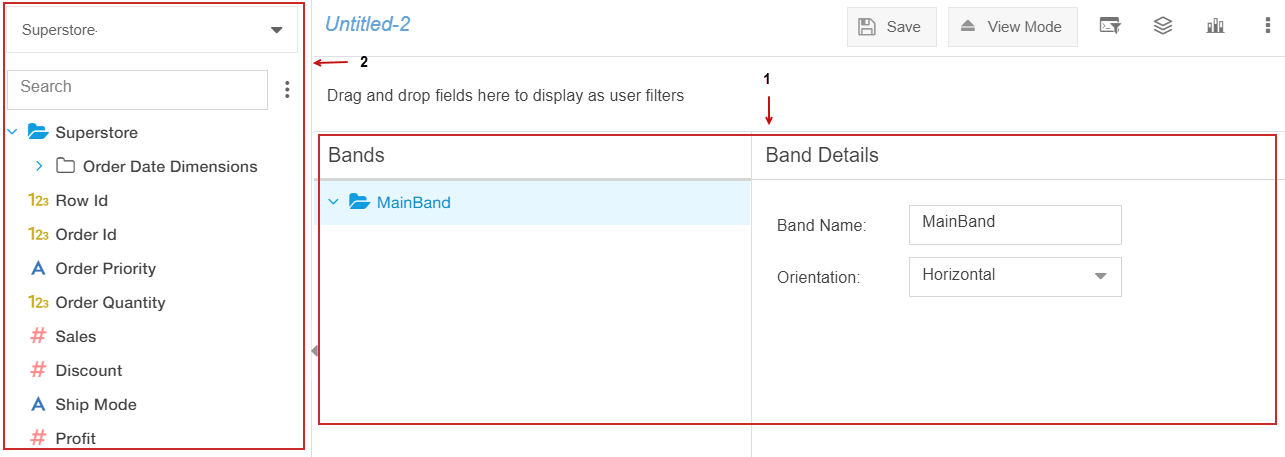 Superstore
Search
Superstore
Order Date Dimensions
123 Row Id
123 Order Id
A Order Priority
123 Order Quantity
# Sales
# Discount
A Ship Mode
# Profit
Untitled-2
Save
View Mode
2
Drag and drop fields here to display as user filters
1
Bands
MainBand
Band Details
Band Name: MainBand
Orientation: Horizontal